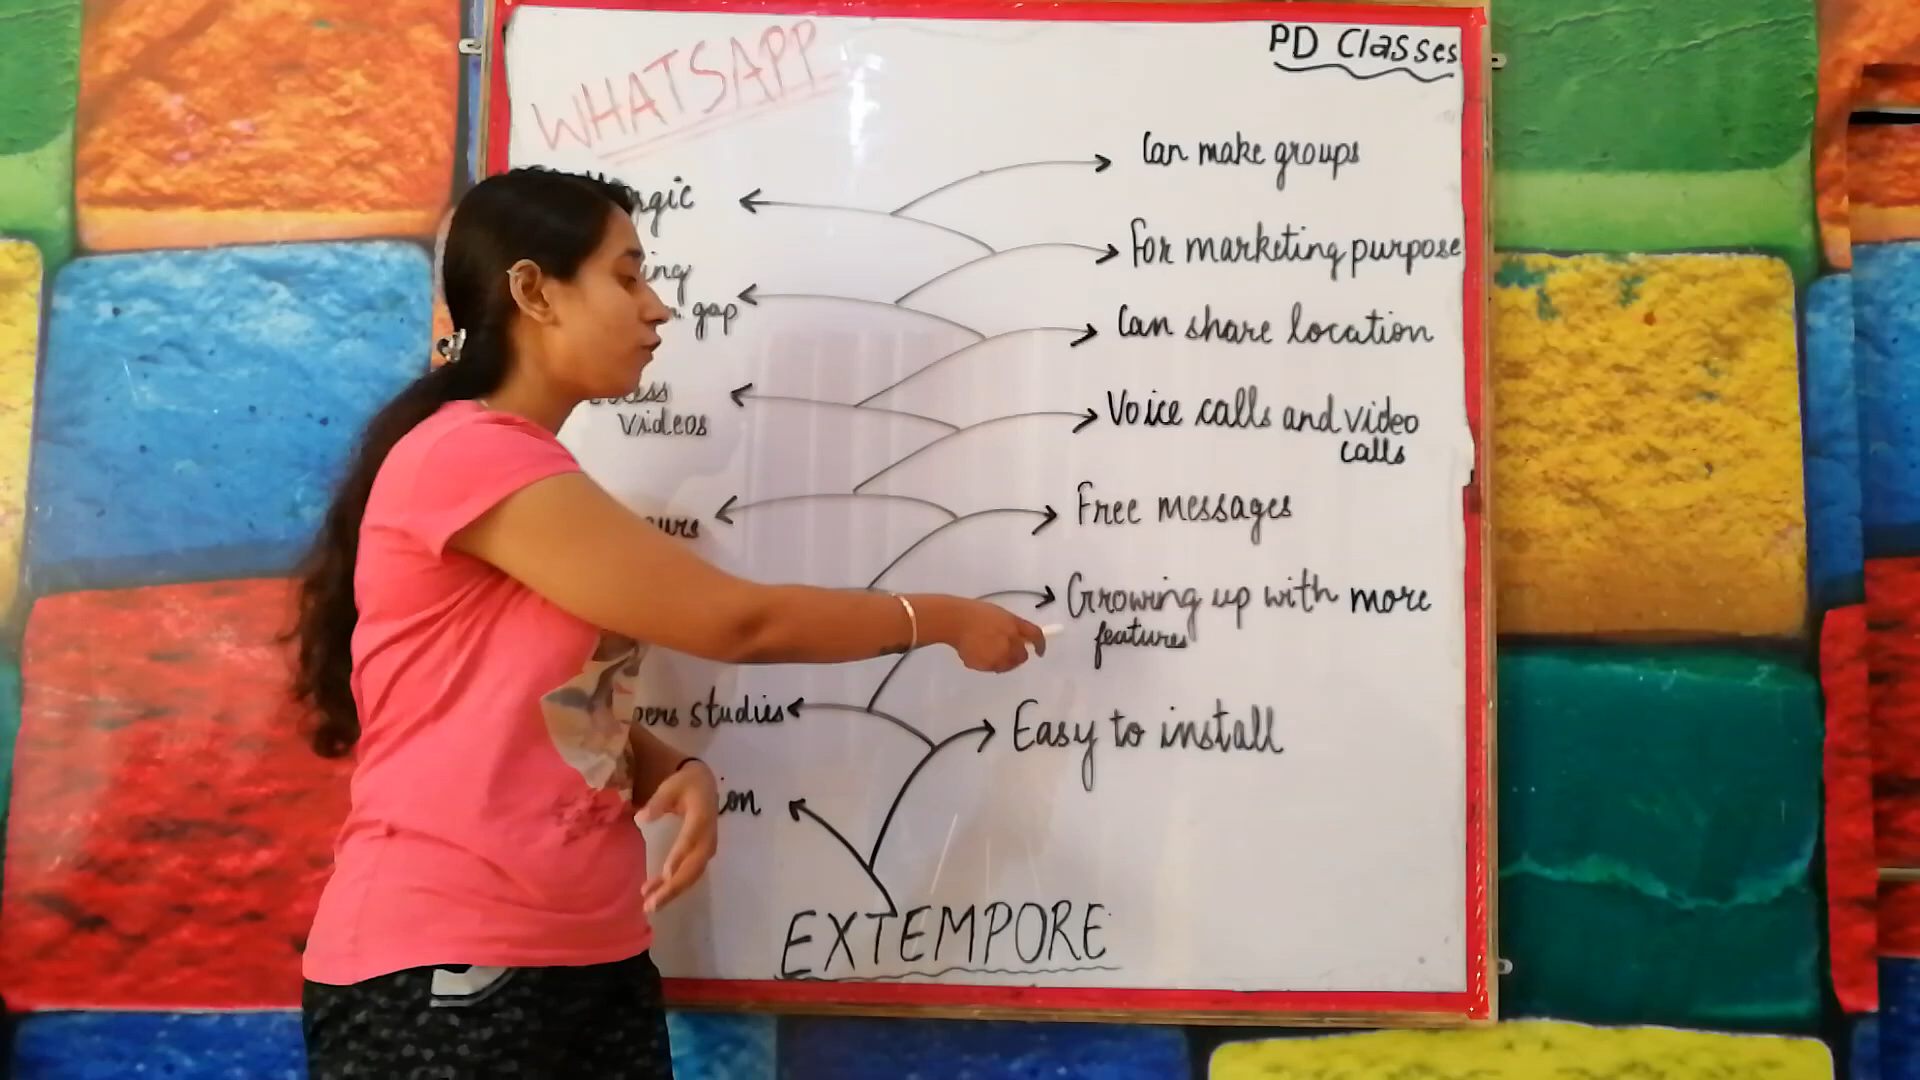 WHATSAPP
PD Classes
Can make groups
For marketing purpose
gap
Can share location
Videos
Voice calls and video
calls
Free messages
Growing up with more
features
studies
Easy to install
EXTEMPORE